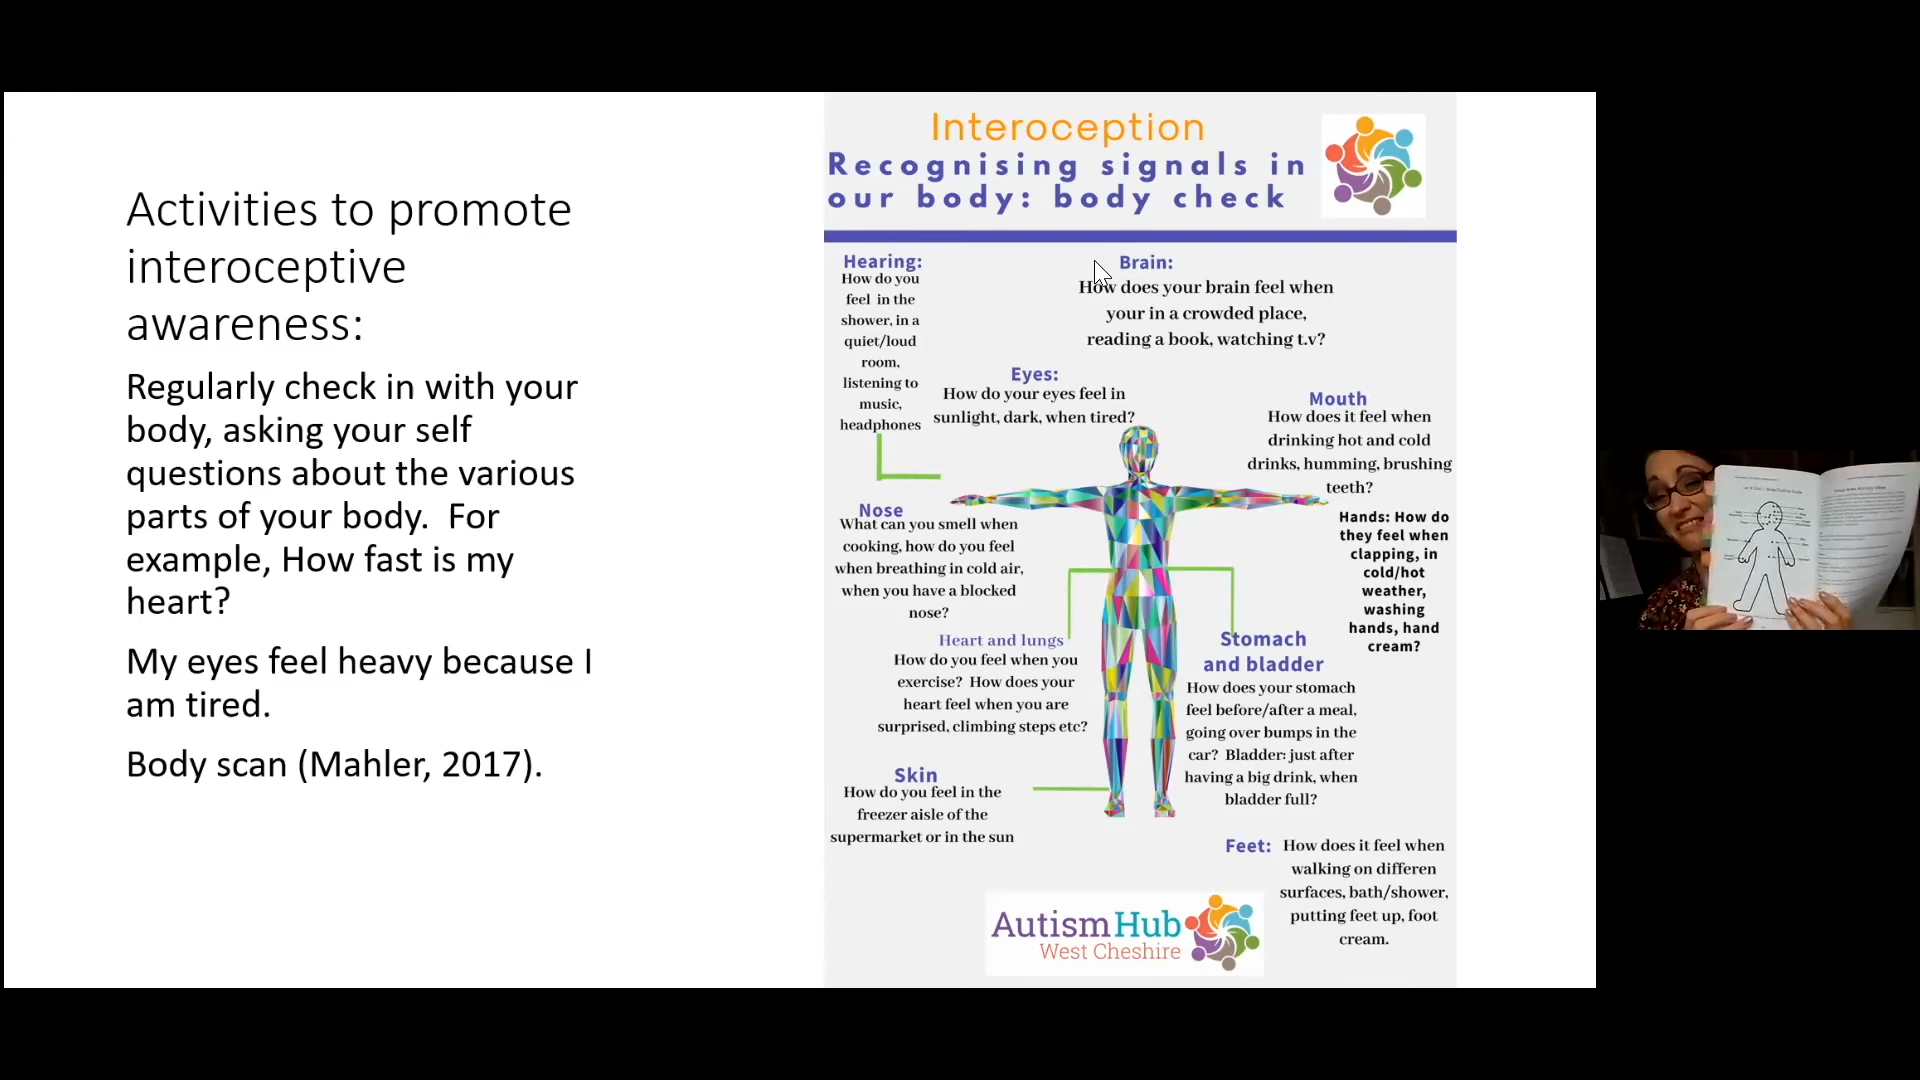 Activities to promote
interoceptive
awareness:
Regularly check in with your
body, asking your self
questions about the various
parts of your body.  For
example, How fast is my
heart?
My eyes feel heavy because I
am tired.
Body scan (Mahler, 2017).
Interoception
Recognising signals in
our body: body check
Hearing:
How do you
feel  in the
shower, in a
quiet/loud
room,
listening to
music,
headphones
Brain:
How does your brain feel when
your in a crowded place,
reading a book, watching t.v?
Eyes:
How do your eyes feel in
sunlight, dark, when tired?
Mouth
How does it feel when
drinking hot and cold
drinks, humming, brushing
teeth?
Nose
What can you smell when
cooking, how do you feel
when breathing in cold air,
when you have a blocked
nose?
Hands: How do
they feel when
clapping, in
cold/hot
weather,
washing
hands, hand
cream?
Heart and lungs
How do you feel when you
exercise?  How does your
heart feel when you are
surprised, climbing steps etc?
Stomach
and bladder
How does your stomach
feel before/after a meal,
going over bumps in the
car?  Bladder: just after
having a big drink, when
bladder full?
Skin
How do you feel in the
freezer aisle of the
supermarket or in the sun
Feet: How does it feel when
walking on differen
surfaces, bath/shower,
putting feet up, foot
cream.
Autism Hub
West Cheshire